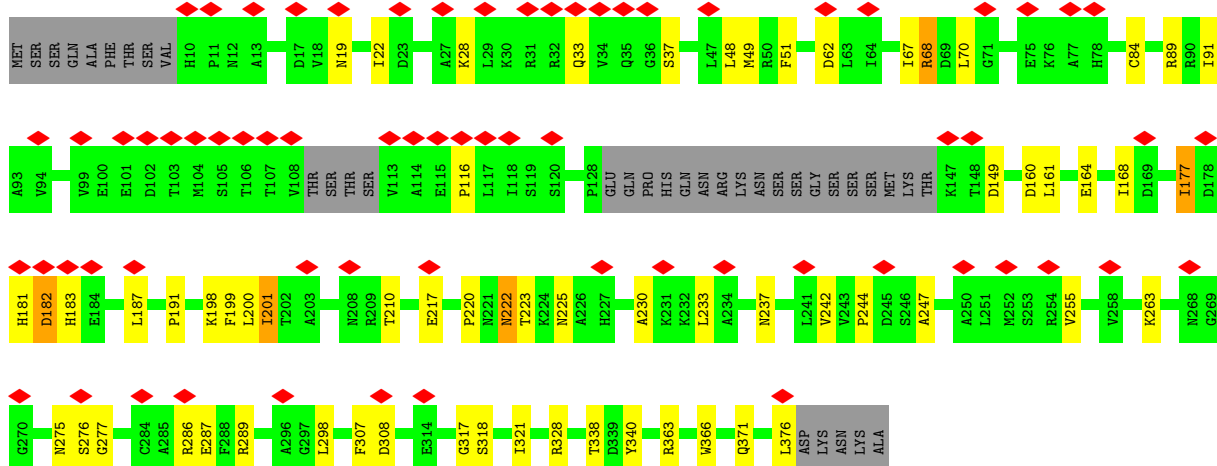 MET SER SER GLN ALA PHE THR SER VAL H10 P11 N12 A13 D17 V18 N19 I22 D23 A27 K28 L29 K30 R31 R32 Q33 V34 Q35 G36 S37 L47 L48 M49 R50 F51 D62 L63 I64 I67 R68 D69 L70 G71 E75 K76 A77 H78 C84 R89 R90 I91
A93 V94 V99 E100 E101 D102 T103 M104 S105 T106 T107 V108 THR SER THR SER V113 A114 E115 P116 L117 I118 S119 S120 P128 GLU GLN PRO HIS GLN ASN ARG LYS ASN SER SER GLY SER SER SER MET LYS THR K147 T148 D149 D160 L161 E164 I168 D169 I177 D178
H181 D182 H183 E184 L187 P191 K198 F199 L200 I201 T202 A203 N208 R209 T210 E217 P220 N221 N222 T223 K224 N225 A226 H227 A230 K231 K232 L233 A234 N237 L241 V242 V243 P244 D245 S246 A247 A250 L251 M252 S253 R254 V255 V258 K263 N268 G269
G270 N275 S276 G277 C284 A285 R286 E287 F288 R289 A296 G297 L298 F307 D308 E314 G317 S318 I321 R328 T338 D339 Y340 R363 W366 Q371 L376 ASP LYS ASN LYS ALA